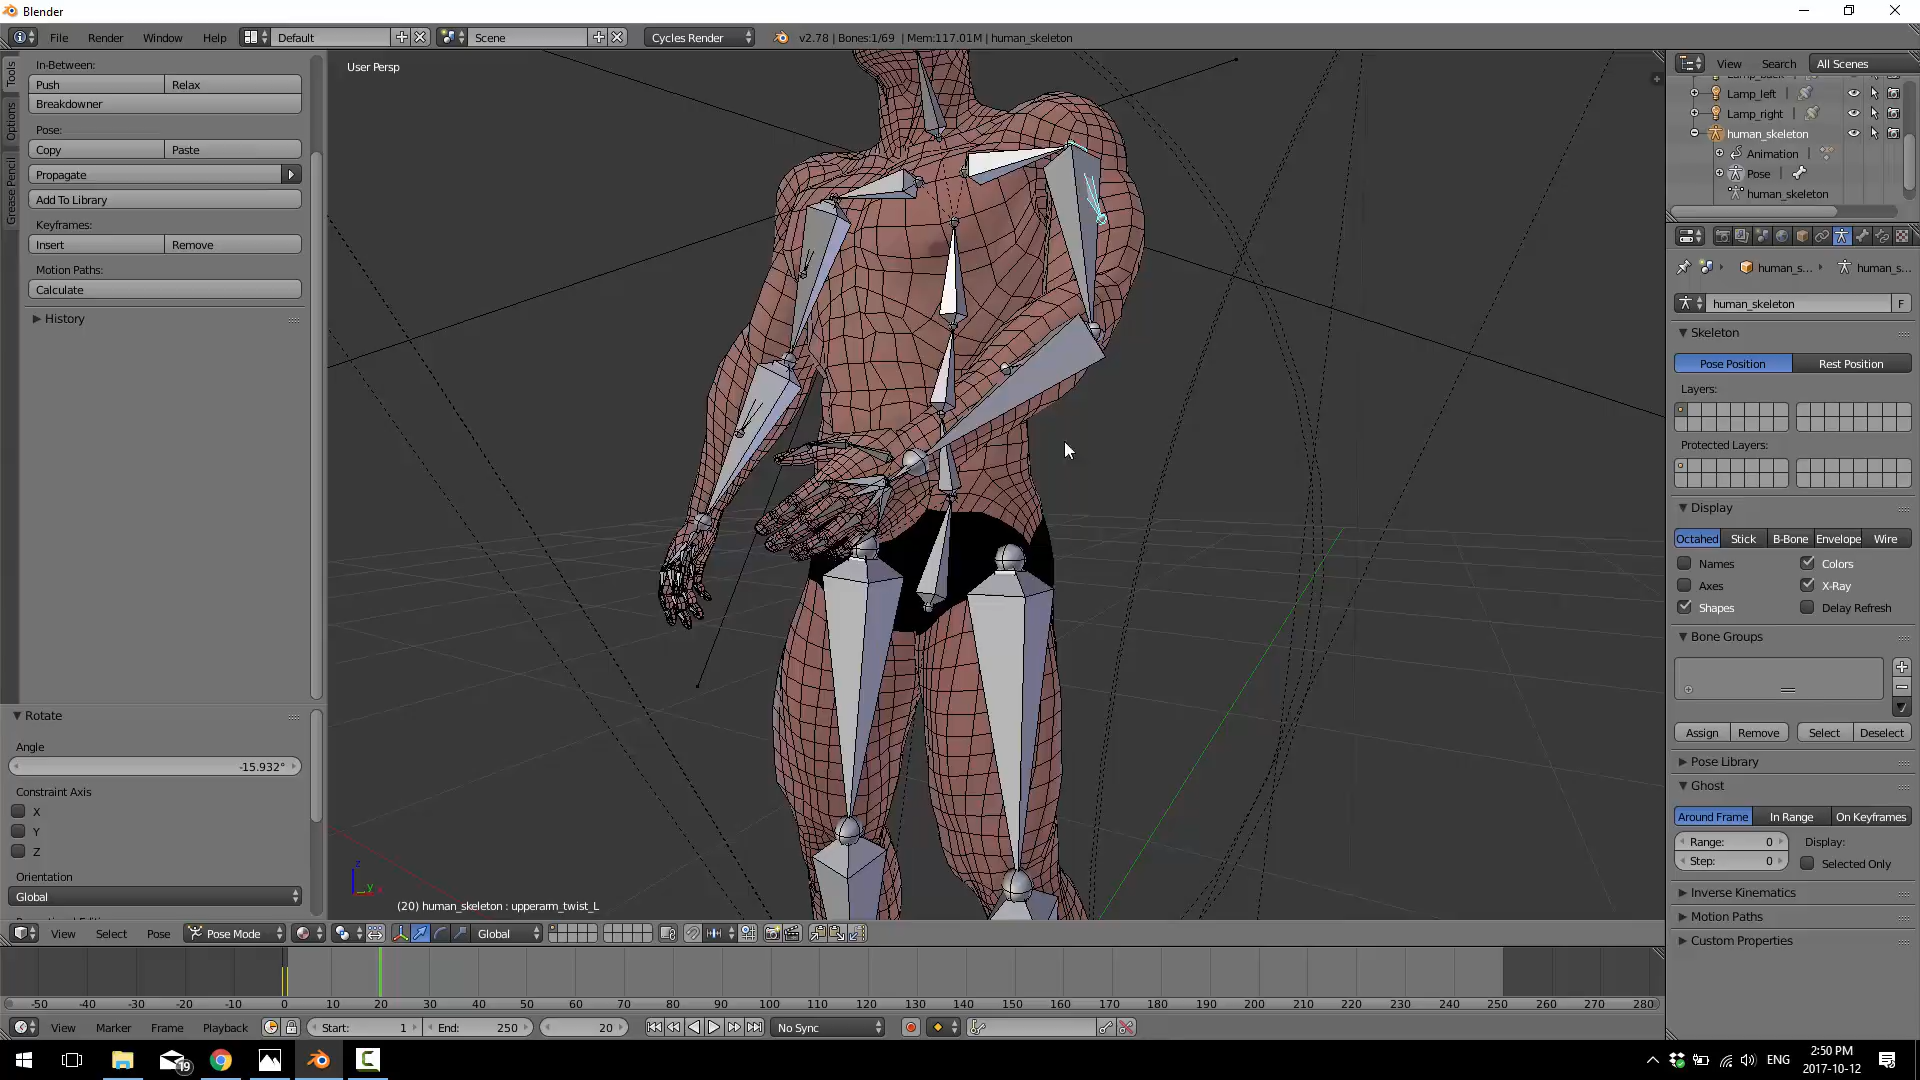 Blender
File Render Window Help Default Scene Cycles Render v2.78 | Bones:1/69 | Mem:117.01M | human_skeleton
Tools
Options
Grease Pencil
In-Between:
Push Relax
Breakdowner
Pose:
Copy Paste
Propagate
Add To Library
Keyframes:
Insert Remove
Motion Paths:
Calculate
History
Rotate
Angle
-15.932°
Constraint Axis
X
Y
Z
Orientation
Global
User Persp
z
y
(20) human_skeleton : upperarm_twist_L
View Search All Scenes
Lamp_left
Lamp_right
human_skeleton
Animation
Pose
human_skeleton
human_s... human_s...
human_skeleton F
Skeleton
Pose Position Rest Position
Layers:
Protected Layers:
Display
Octahed Stick B-Bone Envelope Wire
Names Colors
Axes X-Ray
Shapes Delay Refresh
Bone Groups
Assign Remove Select Deselect
Pose Library
Ghost
Around Frame In Range On Keyframes
Range: 0 Display:
Step: 0 Selected Only
Inverse Kinematics
Motion Paths
Custom Properties
View Select Pose Pose Mode Global
-50 -40 -30 -20 -10 0 10 20 30 40 50 60 70 80 90 100 110 120 130 140 150 160 170 180 190 200 210 220 230 240 250 260 270 280
View Marker Frame Playback Start: 1 End: 250 20 No Sync
19 ENG 2:50 PM
2017-10-12